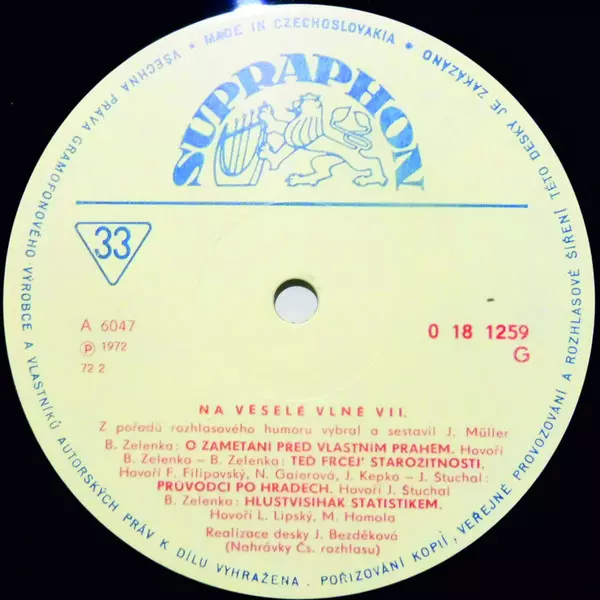 • MADE IN CZECHOSLOVAKIA •
SUPRAPHON
33
A 6047
Ⓟ 1972
72 2
0 18 1259
G
NA VESELÉ VLNĚ VII.
Z pořadů rozhlasového humoru vybral a sestavil J. Müller
B. Zelenka: O ZAMETÁNÍ PŘED VLASTNÍM PRAHEM. Hovoří
B. Zelenka – B. Zelenka: TEĎ FRČEJ' STAROŽITNOSTI.
Hovoří F. Filipovský, N. Gaierová, J. Kepko – J. Štuchal:
PRŮVODCI PO HRADECH. Hovoří J. Štuchal
B. Zelenka: HLUSTVISIHÁK STATISTIKEM.
Hovoří L. Lipský, M. Homola
Realizace desky J. Bezděková
(Nahrávky Čs. rozhlasu)
VŠECHNA PRÁVA GRAMOFONOVÉHO VÝROBCE A VLASTNÍKŮ AUTORSKÝCH PRÁV K DÍLU VYHRAŽENA. POŘIZOVÁNÍ KOPIÍ, VEŘEJNÉ PROVOZOVÁNÍ A ROZHLASOVÉ ŠÍŘENÍ TÉTO DESKY JE ZAKÁZÁNO